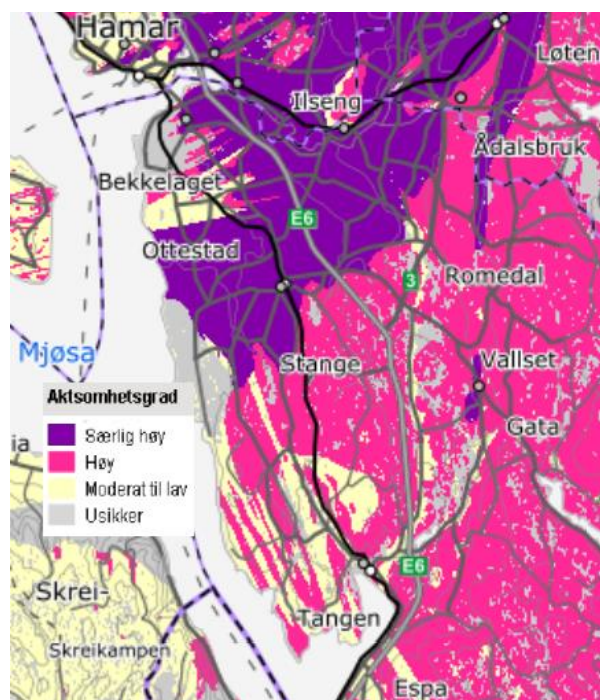 Hamar
Løten
Ilseng
Ådalsbruk
Bekkelaget
E6
Ottestad
3
Romedal
Mjøsa
Stange
Vallset
Aktsomhetsgrad
Særlig høy
Høy
Moderat til lav
Usikker
Gata
ia
E6
Skrei-
Tangen
Skreikampen
Espa